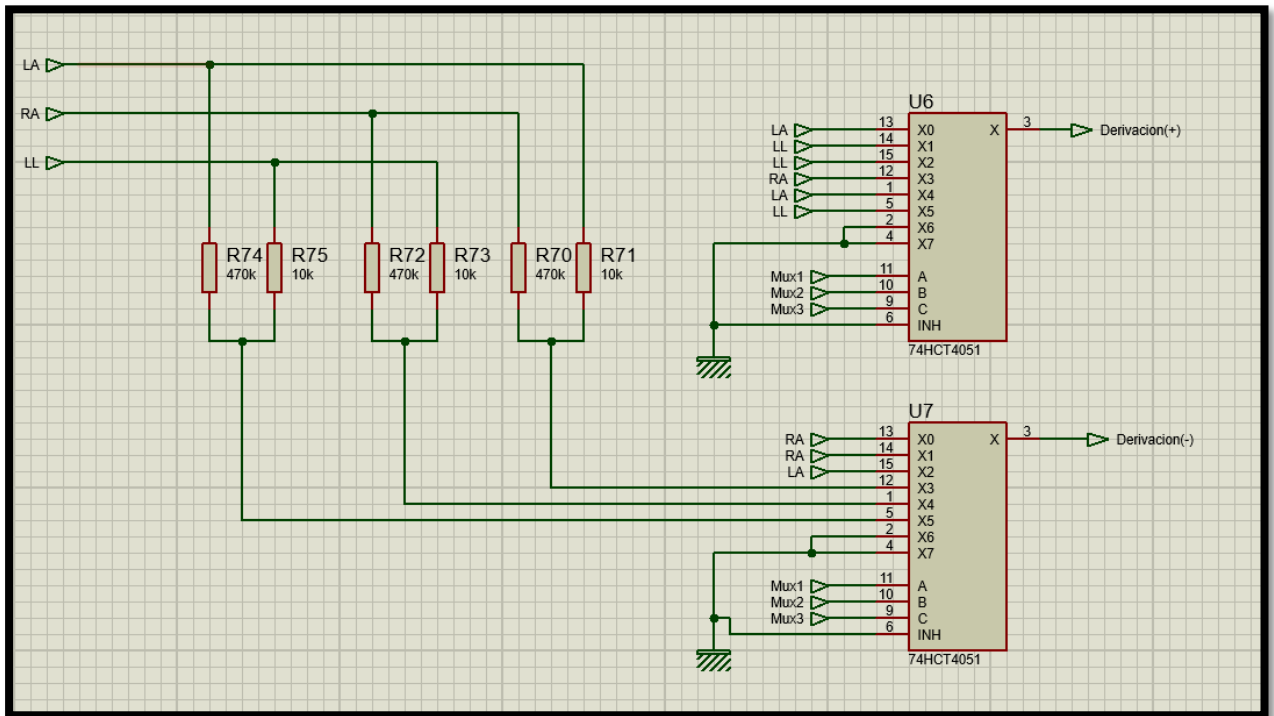 LA
RA
LL
R74
470k
R75
10k
R72
470k
R73
10k
R70
470k
R71
10k
U6
LA 13 X0 X 3 Derivacion(+)
LL 14 X1
LL 15 X2
RA 12 X3
LA 1 X4
LL 5 X5
2 X6
4 X7
Mux1 11 A
Mux2 10 B
Mux3 9 C
6 INH
74HCT4051
U7
RA 13 X0 X 3 Derivacion(-)
RA 14 X1
LA 15 X2
12 X3
1 X4
5 X5
2 X6
4 X7
Mux1 11 A
Mux2 10 B
Mux3 9 C
6 INH
74HCT4051